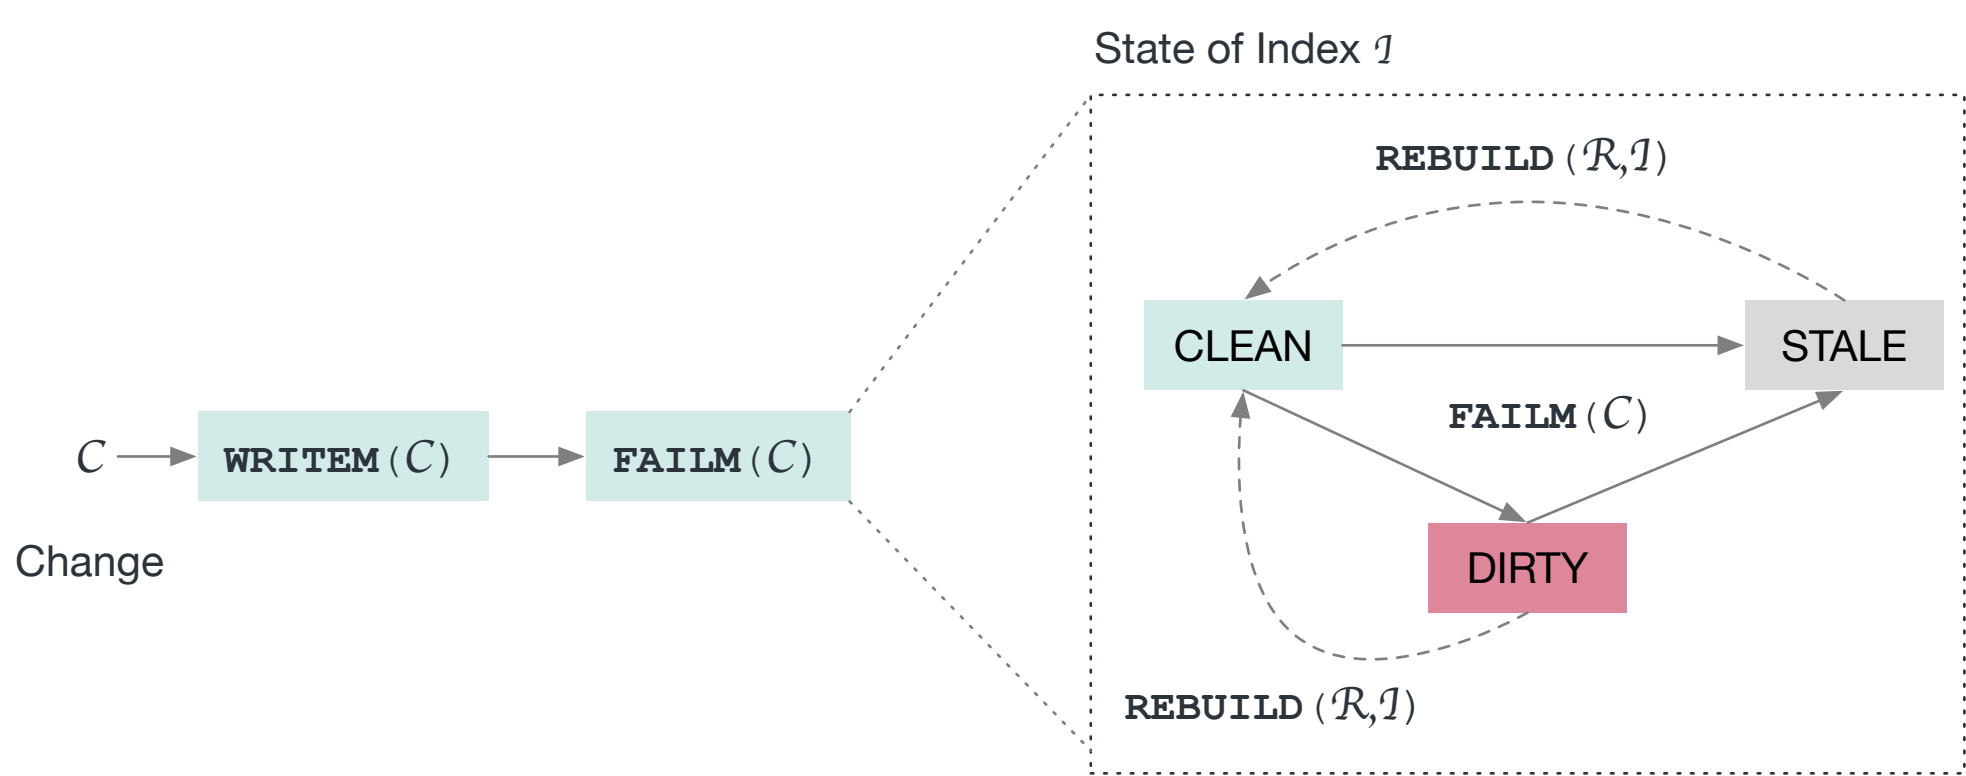 State of Index ℐ
REBUILD(ℛ,ℐ)
CLEAN
STALE
FAILM(C)
C
WRITEM(C)
FAILM(C)
Change
DIRTY
REBUILD(ℛ,ℐ)